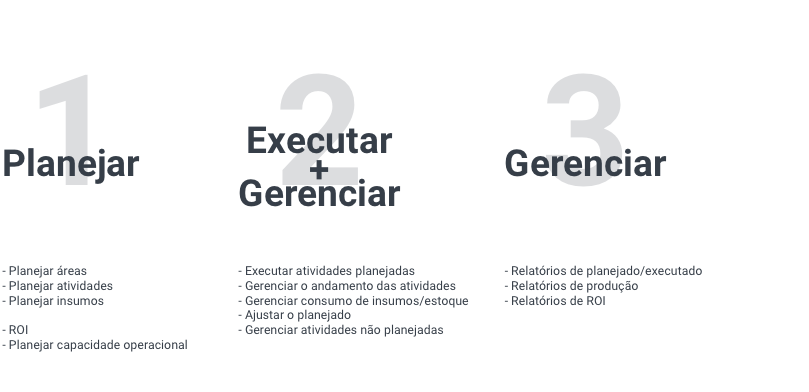 1
Planejar
- Planejar áreas
- Planejar atividades
- Planejar insumos
- ROI
- Planejar capacidade operacional
2
Executar
+
Gerenciar
- Executar atividades planejadas
- Gerenciar o andamento das atividades
- Gerenciar consumo de insumos/estoque
- Ajustar o planejado
- Gerenciar atividades não planejadas
3
Gerenciar
- Relatórios de planejado/executado
- Relatórios de produção
- Relatórios de ROI